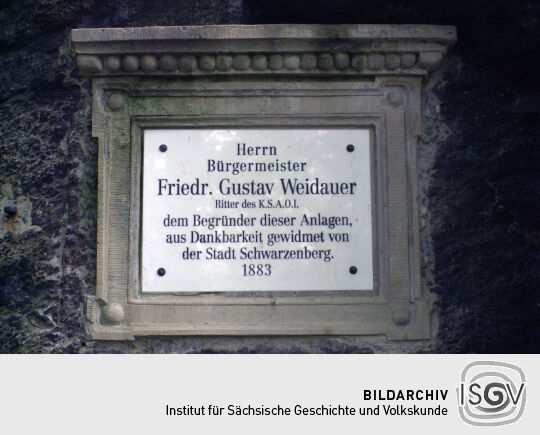 Herrn
Bürgermeister
Friedr. Gustav Weidauer
Ritter des K.S.A.O.I.
dem Begründer dieser Anlagen,
aus Dankbarkeit gewidmet von
der Stadt Schwarzenberg.
1883
BILDARCHIV
Institut für Sächsische Geschichte und Volkskunde
ISGV